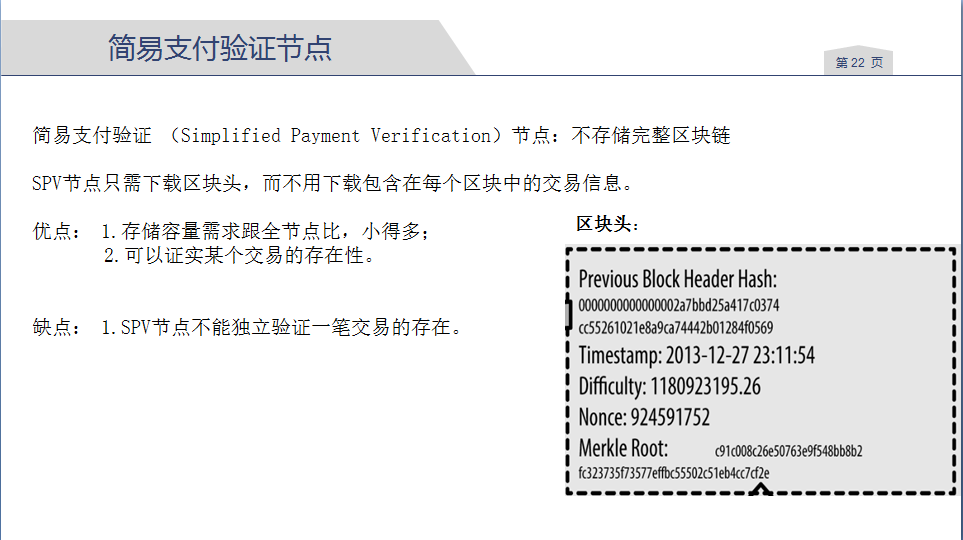 简易支付验证节点
第 22 页
简易支付验证 （Simplified Payment Verification）节点：不存储完整区块链
SPV节点只需下载区块头，而不用下载包含在每个区块中的交易信息。
优点： 1.存储容量需求跟全节点比，小得多；
2.可以证实某个交易的存在性。
缺点： 1.SPV节点不能独立验证一笔交易的存在。
区块头：
Previous Block Header Hash:
0000000000000002a7bbd25a417c0374
cc55261021e8a9ca74442b01284f0569
Timestamp: 2013-12-27 23:11:54
Difficulty: 1180923195.26
Nonce: 924591752
Merkle Root: c91c008c26e50763e9f548bb8b2
fc323735f73577effbc55502c51eb4cc7cf2e